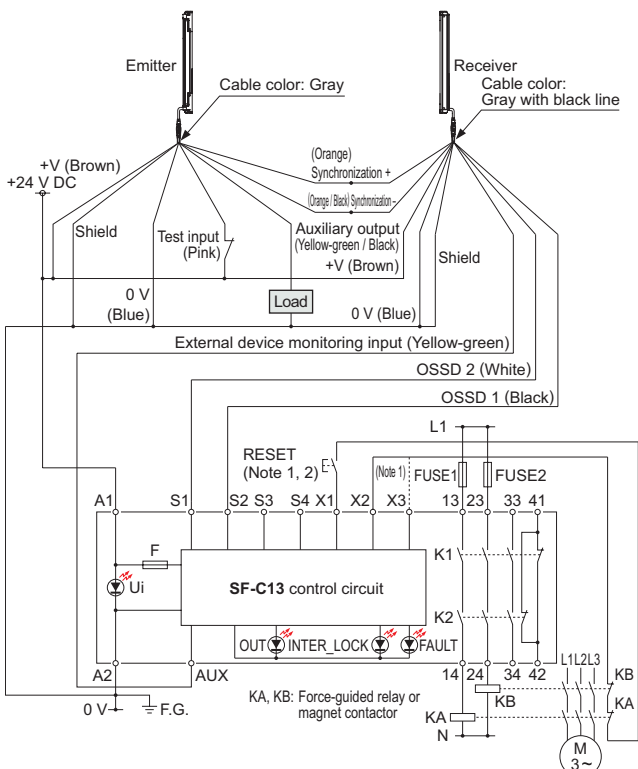 Emitter
Receiver
Cable color: Gray
Cable color:
Gray with black line
(Orange)
Synchronization +
+V (Brown)
+24 V DC
(Orange / Black) Synchronization–
Shield
Test input
(Pink)
Auxiliary output
(Yellow-green / Black)
+V (Brown)
Shield
0 V
(Blue)
Load
0 V (Blue)
External device monitoring input (Yellow-green)
OSSD 2 (White)
OSSD 1 (Black)
L1
RESET
(Note 1, 2)
(Note 1)
FUSE1
FUSE2
A1
S1
S2
S3
S4
X1
X2
X3
13
23
33
41
F
K1
Ui
SF-C13 control circuit
K2
OUT
INTER_LOCK
FAULT
A2
AUX
14
24
34
42
L1
L2
L3
KB
0 V
F.G.
KA, KB: Force-guided relay or
magnet contactor
KB
KA
KA
N
M
3~